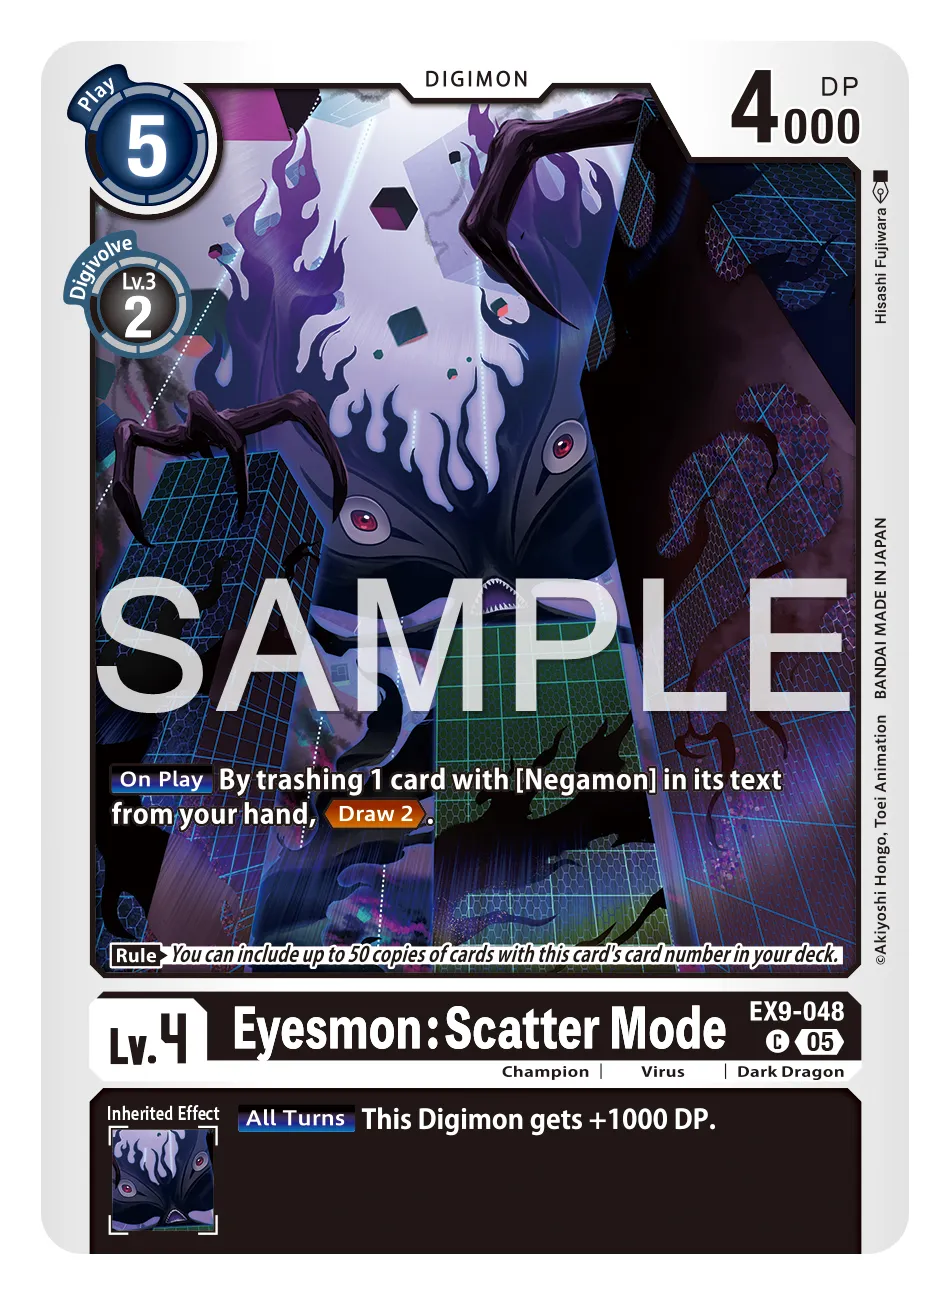 DIGIMON
Play
5
DP
4000
Digivolve
Lv.3
2
Hisashi Fujiwara
BANDAI MADE IN JAPAN
©Akiyoshi Hongo, Toei Animation
SAMPLE
On Play By trashing 1 card with [Negamon] in its text
from your hand, Draw 2.
Rule You can include up to 50 copies of cards with this card's card number in your deck.
Lv.4
Eyesmon: Scatter Mode
EX9-048
C 05
Champion | Virus | Dark Dragon
Inherited Effect
All Turns This Digimon gets +1000 DP.